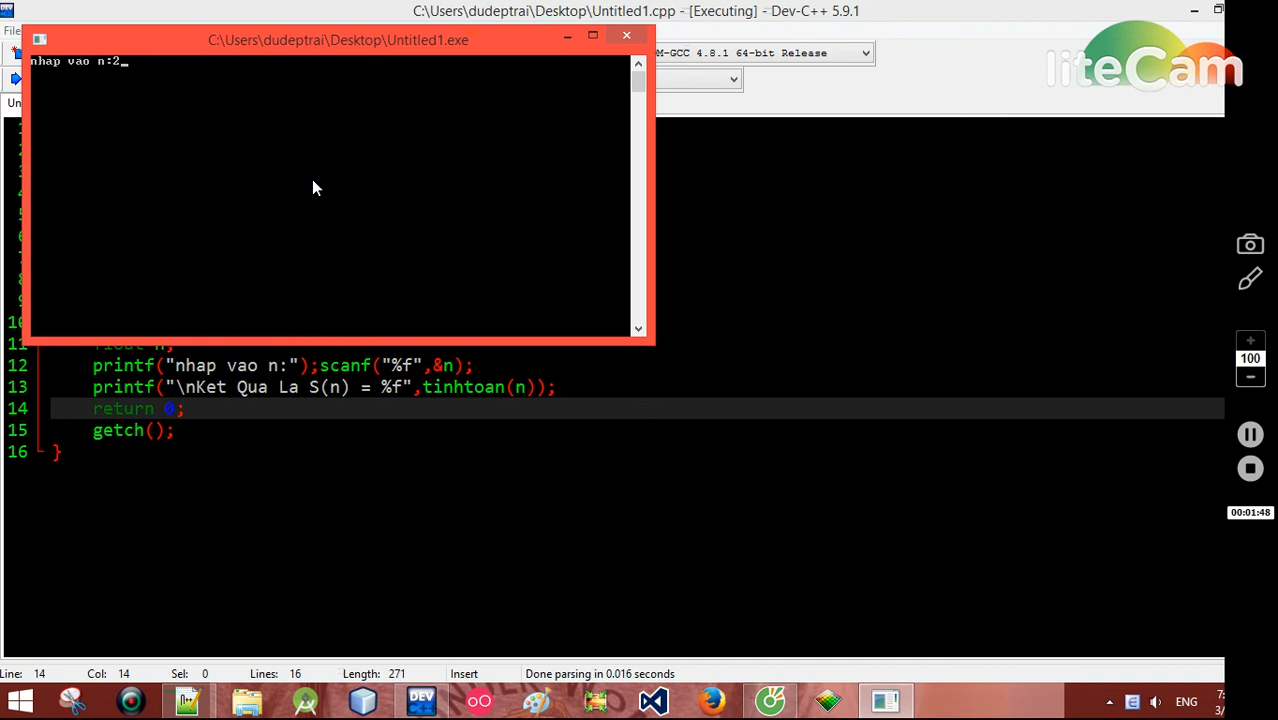 C:\Users\dudeptrai\Desktop\Untitled1.cpp - [Executing] - Dev-C++ 5.9.1
C:\Users\dudeptrai\Desktop\Untitled1.exe
M-GCC 4.8.1 64-bit Release
liteCam
nhap vao n:2_
12 printf("nhap vao n:");scanf("%f",&n);
13 printf("\nKet Qua La S(n) = %f",tinhtoan(n));
14 return 0;
15 getch();
16 }
100
00:01:48
Line: 14 Col: 14 Sel: 0 Lines: 16 Length: 271 Insert Done parsing in 0.016 seconds
DEV C++
ENG